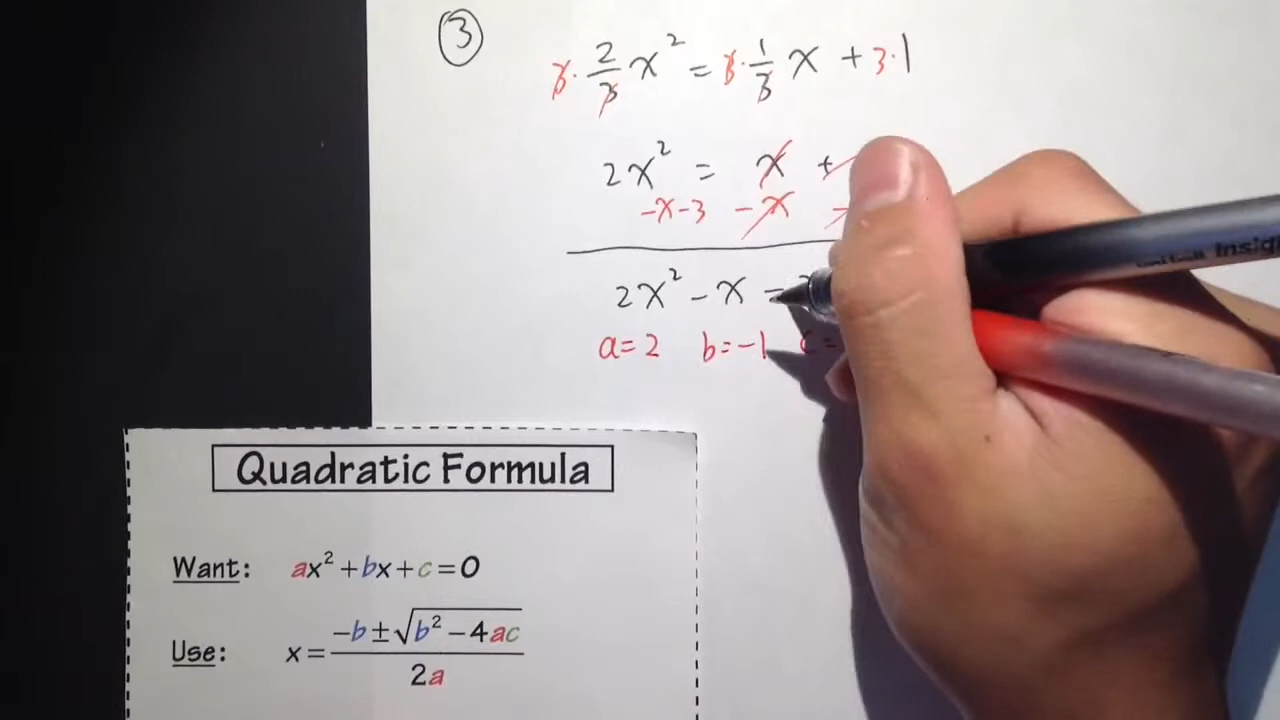 ③
3· 2/3 x² = 3· 1/3 x + 3·1
2x² = x +
-x-3 -x
2x² - x -
a=2 b=-1 c=
Quadratic Formula
Want: ax²+bx+c=0
Use: x = (-b±√(b²-4ac))/(2a)